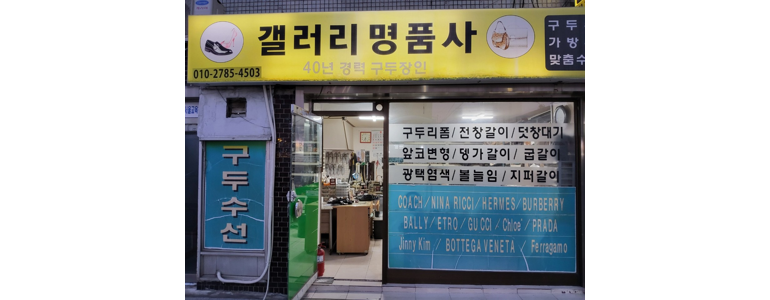 갤러리명품사
40년 경력 구두장인
010-2785-4503
구두
가방
맞춤수
구두수선
구두리폼/전창갈이/덧창대기
앞코변형/뎅가갈이/굽갈이
광택염색/볼늘임/지퍼갈이
COACH/NINA RICCI/HERMES/BURBERRY
BALLY/ETRO/GUCCI/Chloe'/PRADA
Jinny Kim / BOTTEGA VENETA / Ferragamo